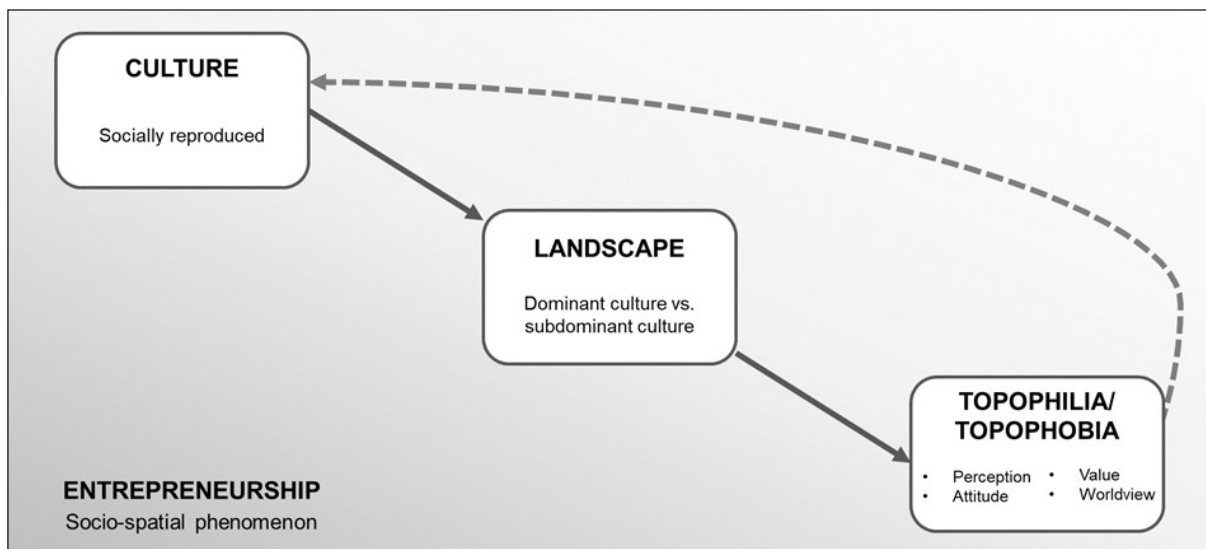 CULTURE
Socially reproduced
LANDSCAPE
Dominant culture vs.
subdominant culture
TOPOPHILIA/
TOPOPHOBIA
• Perception • Value
• Attitude • Worldview
ENTREPRENEURSHIP
Socio-spatial phenomenon